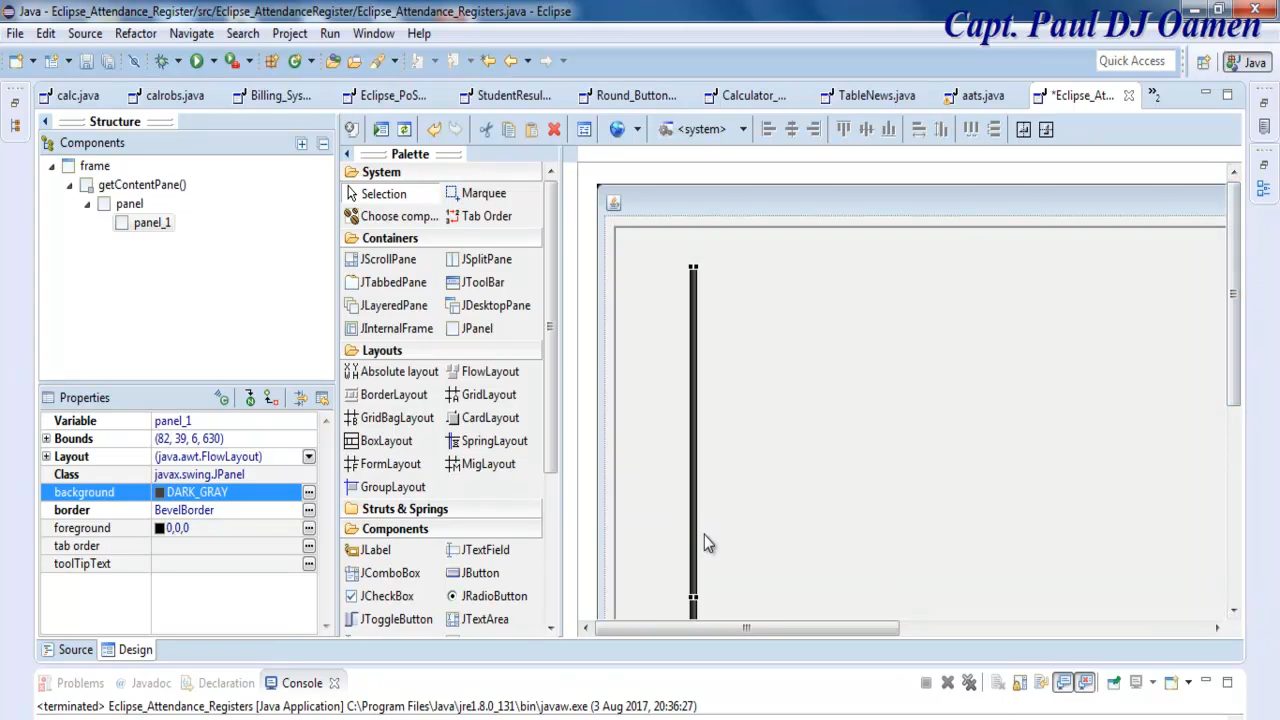 Java - Eclipse_Attendance_Register/src/Eclipse_AttendanceRegister/Eclipse_Attendance_Registers.java - Eclipse
Capt. Paul DJ Oamen
File Edit Source Refactor Navigate Search Project Run Window Help
Quick Access Java
calc.java calrobs.java Billing_Sys... Eclipse_PoS... StudentResul... Round_Button... Calculator_... TableNews.java aats.java *Eclipse_At... »2
Structure
Components
frame
getContentPane()
panel
panel_1
<system>
Palette
System
Selection Marquee
Choose comp... Tab Order
Containers
JScrollPane JSplitPane
JTabbedPane JToolBar
JLayeredPane JDesktopPane
JInternalFrame JPanel
Layouts
Absolute layout FlowLayout
BorderLayout GridLayout
GridBagLayout CardLayout
BoxLayout SpringLayout
FormLayout MigLayout
GroupLayout
Struts & Springs
Components
JLabel JTextField
JComboBox JButton
JCheckBox JRadioButton
JToggleButton JTextArea
Properties
Variable panel_1
Bounds (82, 39, 6, 630)
Layout (java.awt.FlowLayout)
Class javax.swing.JPanel
background DARK_GRAY
border BevelBorder
foreground 0,0,0
tab order
toolTipText
Source Design
Problems Javadoc Declaration Console
<terminated> Eclipse_Attendance_Registers [Java Application] C:\Program Files\Java\jre1.8.0_131\bin\javaw.exe (3 Aug 2017, 20:36:27)